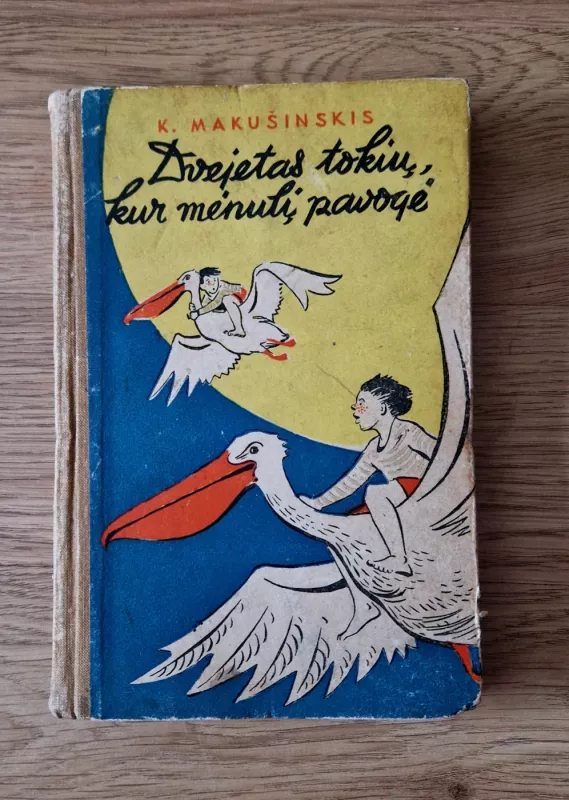 K. MAKUŠINSKIS
Dvejetas tokių,
kur mėnulį pavogė